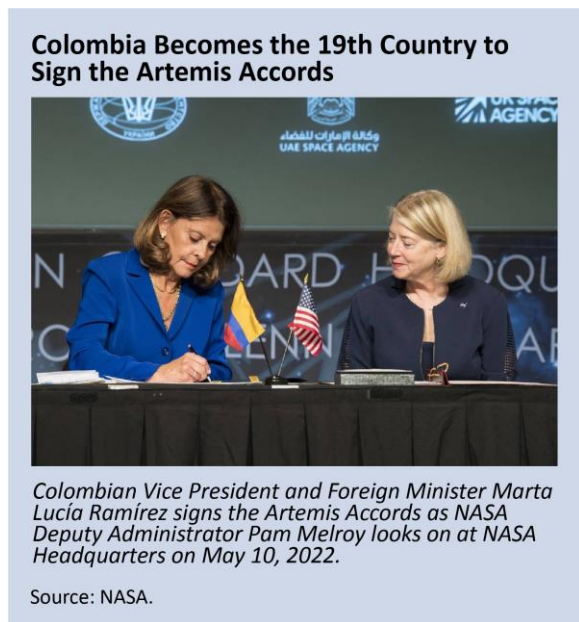 Colombia Becomes the 19th Country to
Sign the Artemis Accords
УКРАЇНИ
وكالة الإمارات للفضاء
UAE SPACE AGENCY
UK SPACE
AGENCY
Colombian Vice President and Foreign Minister Marta
Lucía Ramírez signs the Artemis Accords as NASA
Deputy Administrator Pam Melroy looks on at NASA
Headquarters on May 10, 2022.
Source: NASA.